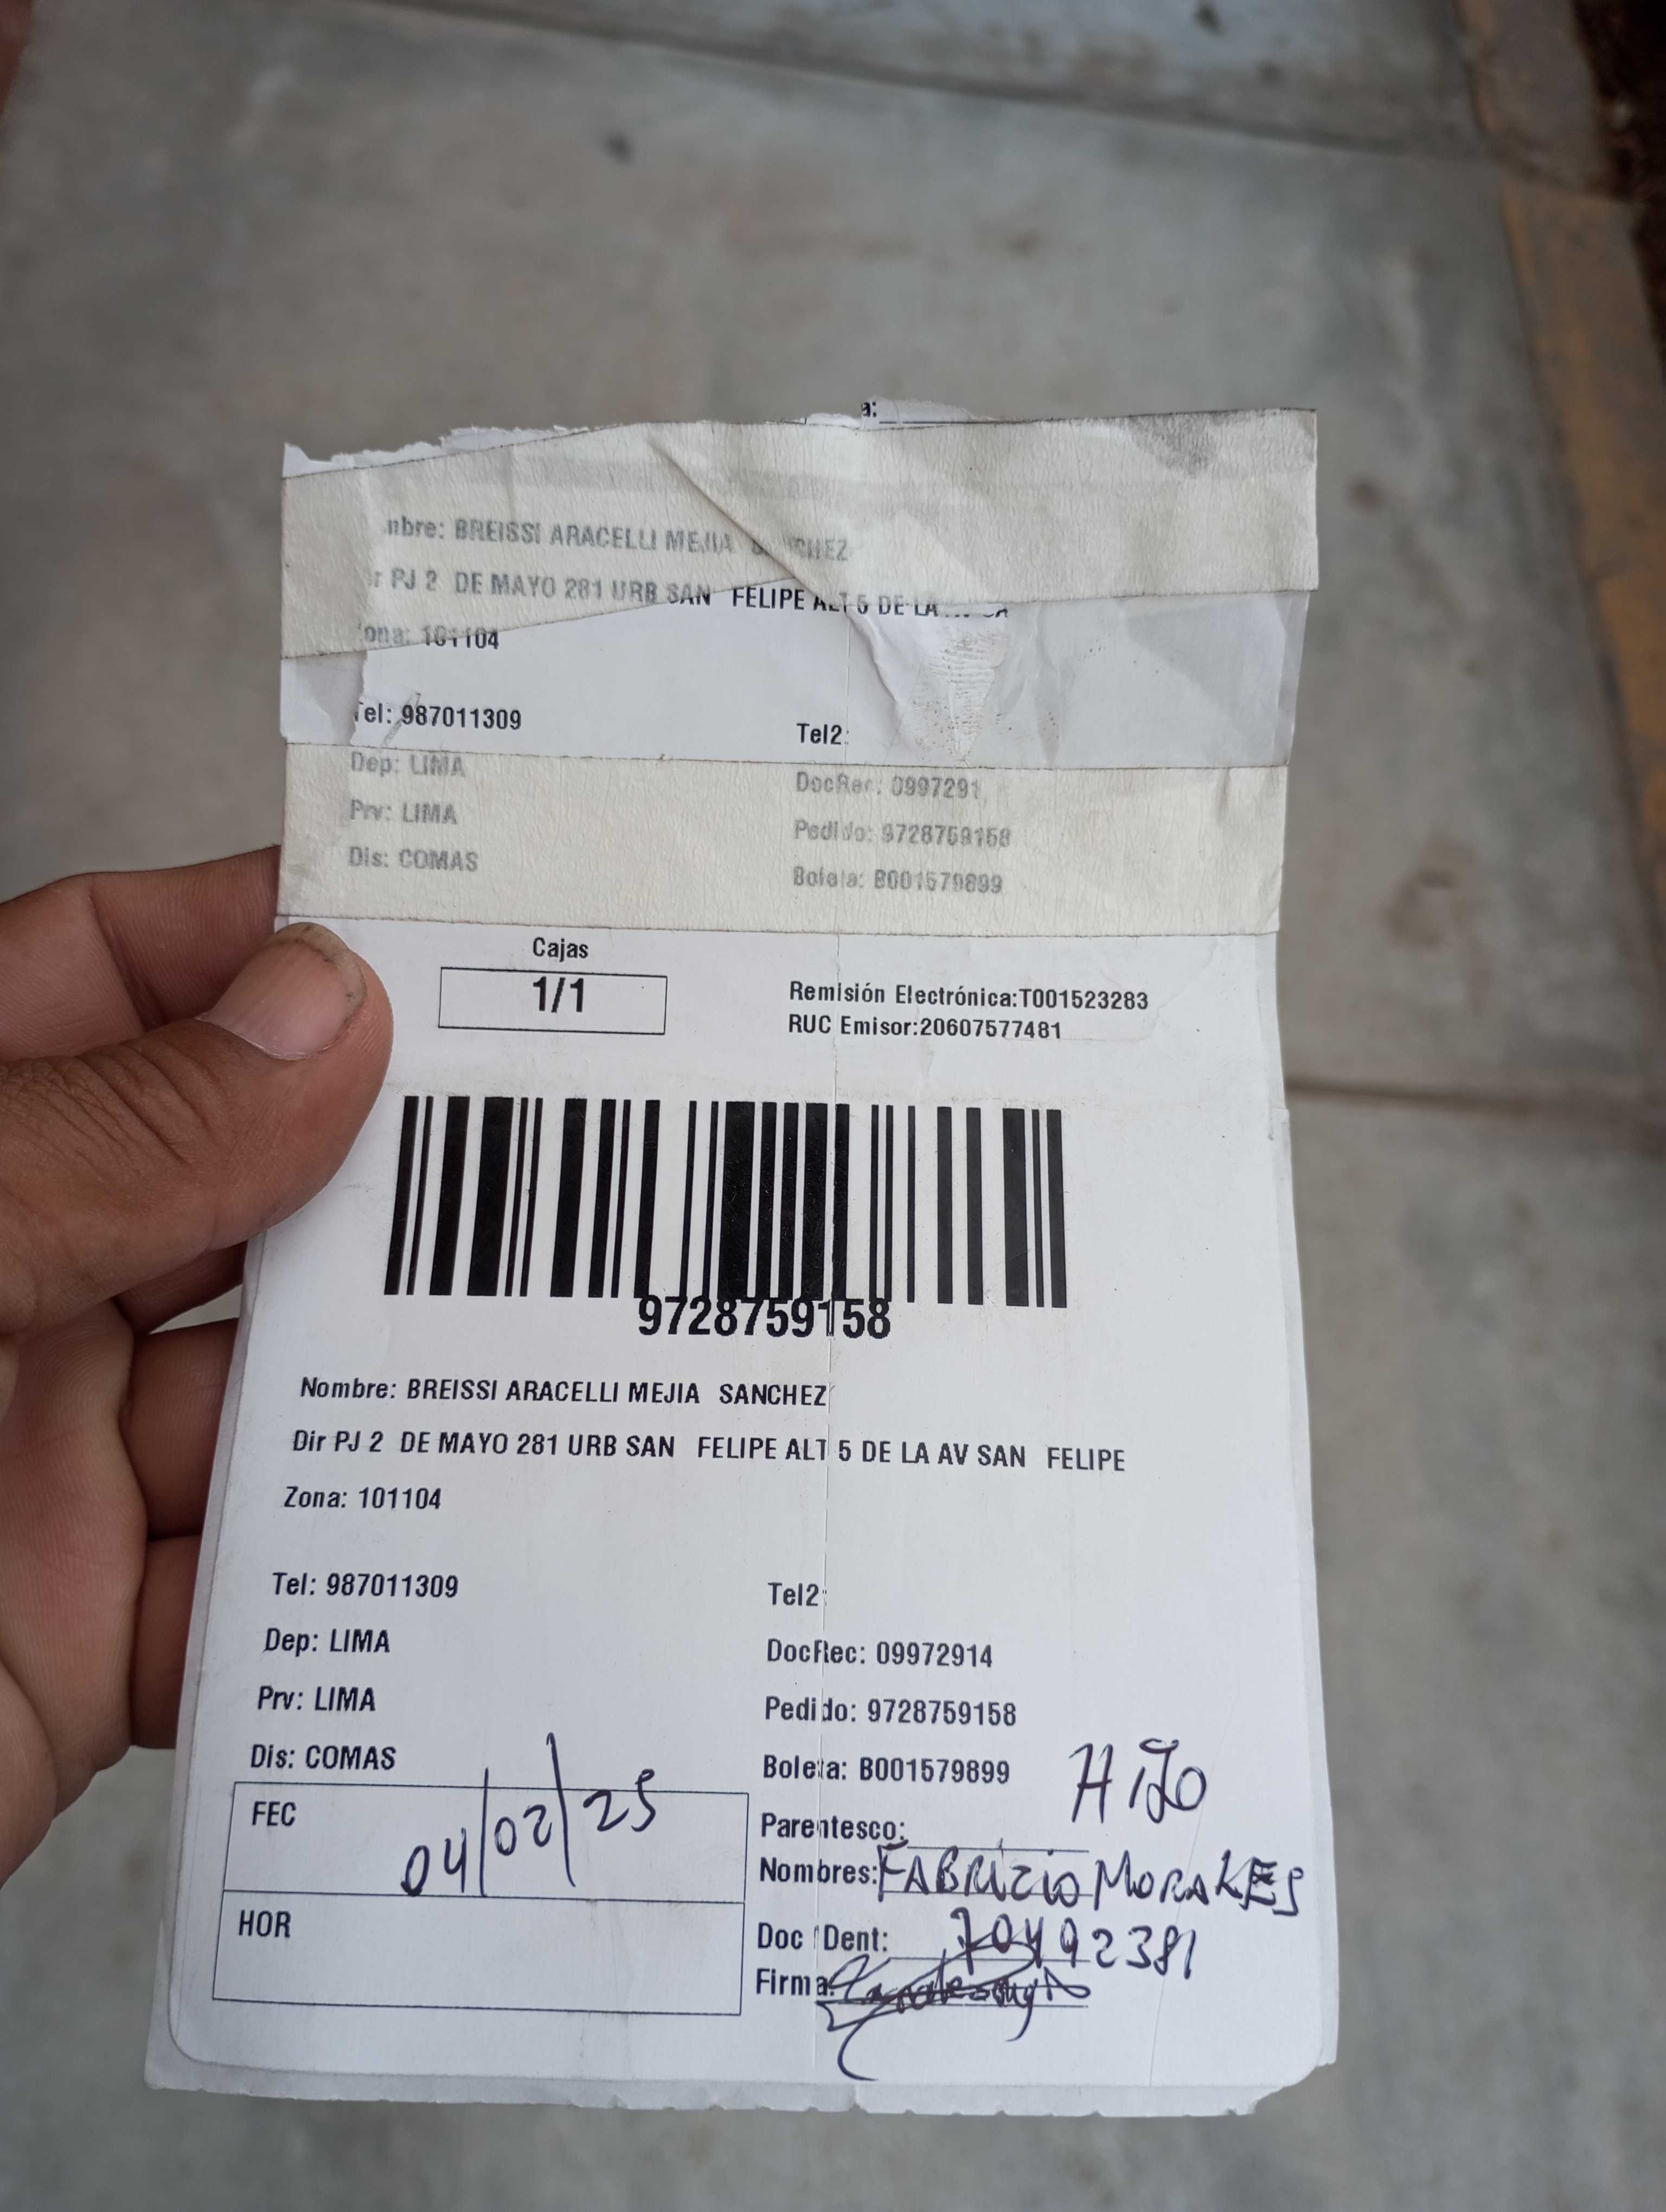 a:
nbre: BREISSI ARACELLI MEJIA
r PJ 2 DE MAYO 281 URB SAN FELIPE ALT 5 DE LA
ona: 101104
Tel: 987011309
Tel2:
Dep: LIMA
DocRec: 0997291
Prv: LIMA
Pedido: 9728759158
Dis: COMAS
Boleta: B001579899
Cajas
1/1
Remisión Electrónica:T001523283
RUC Emisor:20607577481
9728759158
Nombre: BREISSI ARACELLI MEJIA SANCHEZ
Dir PJ 2 DE MAYO 281 URB SAN FELIPE ALT 5 DE LA AV SAN FELIPE
Zona: 101104
Tel: 987011309
Tel2:
Dep: LIMA
DocRec: 09972914
Prv: LIMA
Pedido: 9728759158
Dis: COMAS
Boleta: B001579899
FEC 04/02/25
Parentesco: HIJO
Nombres: FABRIZIO MORALES
HOR
Doc Dent: 70492381
Firma: